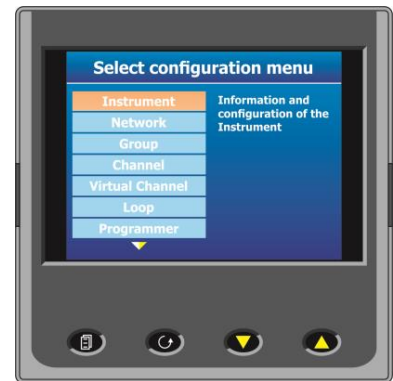 Select configuration menu
Instrument
Network
Group
Channel
Virtual Channel
Loop
Programmer
Information and
configuration of the
Instrument